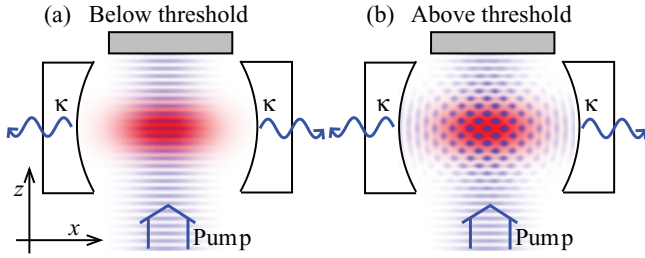 (a) Below threshold
(b) Above threshold
κ
κ
κ
κ
z
x
Pump
Pump